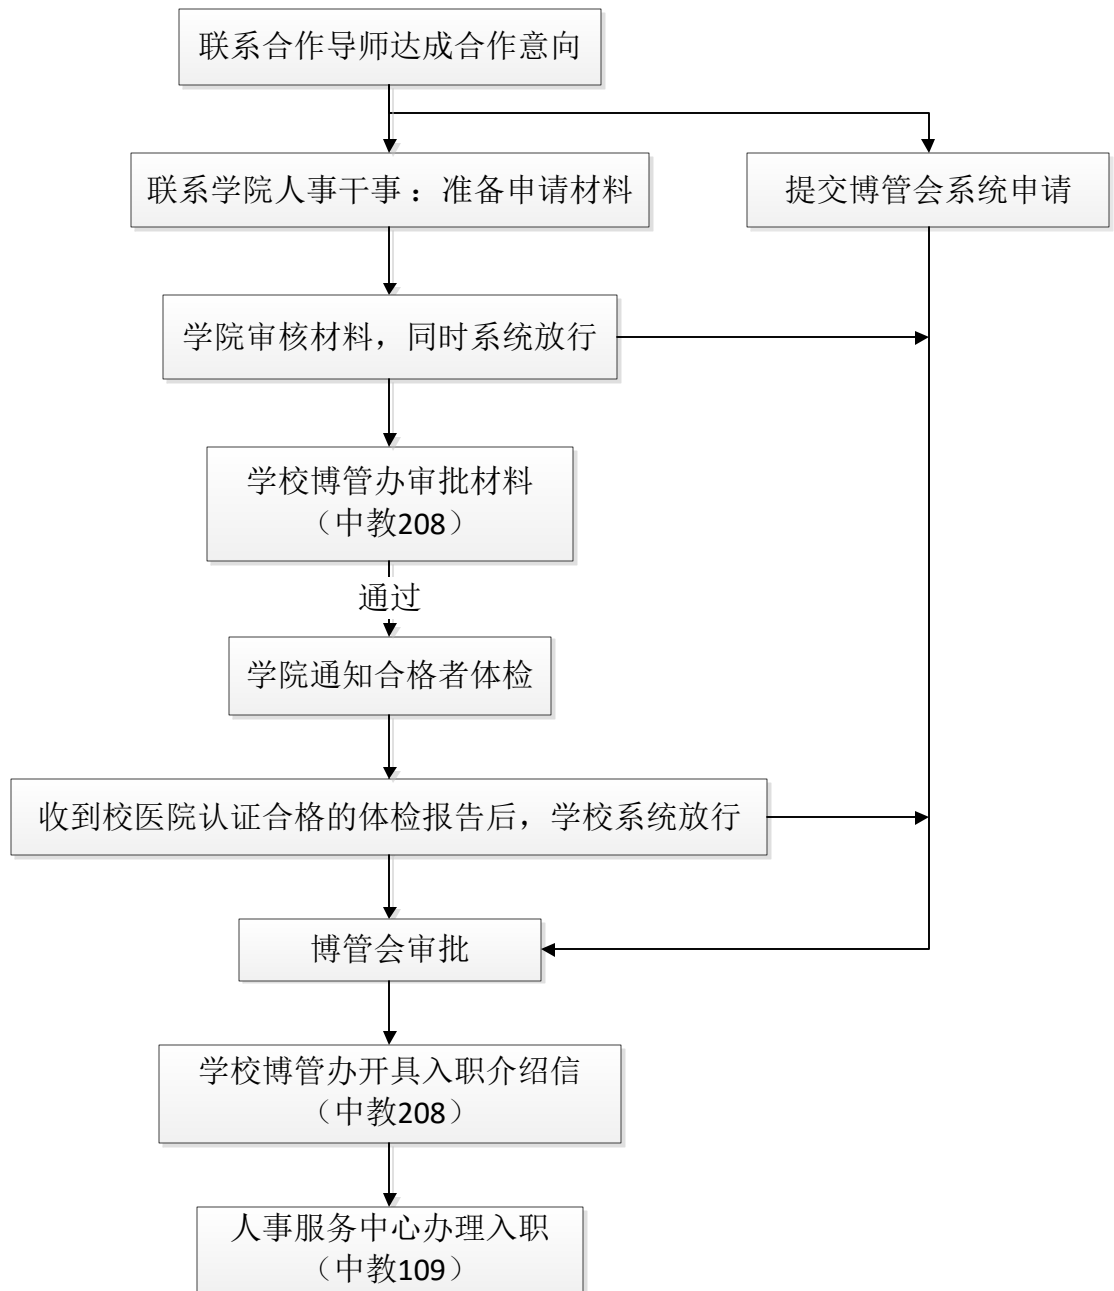 联系合作导师达成合作意向
联系学院人事干事：准备申请材料
提交博管会系统申请
学院审核材料，同时系统放行
学校博管办审批材料
（中教208）
通过
学院通知合格者体检
收到校医院认证合格的体检报告后，学校系统放行
博管会审批
学校博管办开具入职介绍信
（中教208）
人事服务中心办理入职
（中教109）